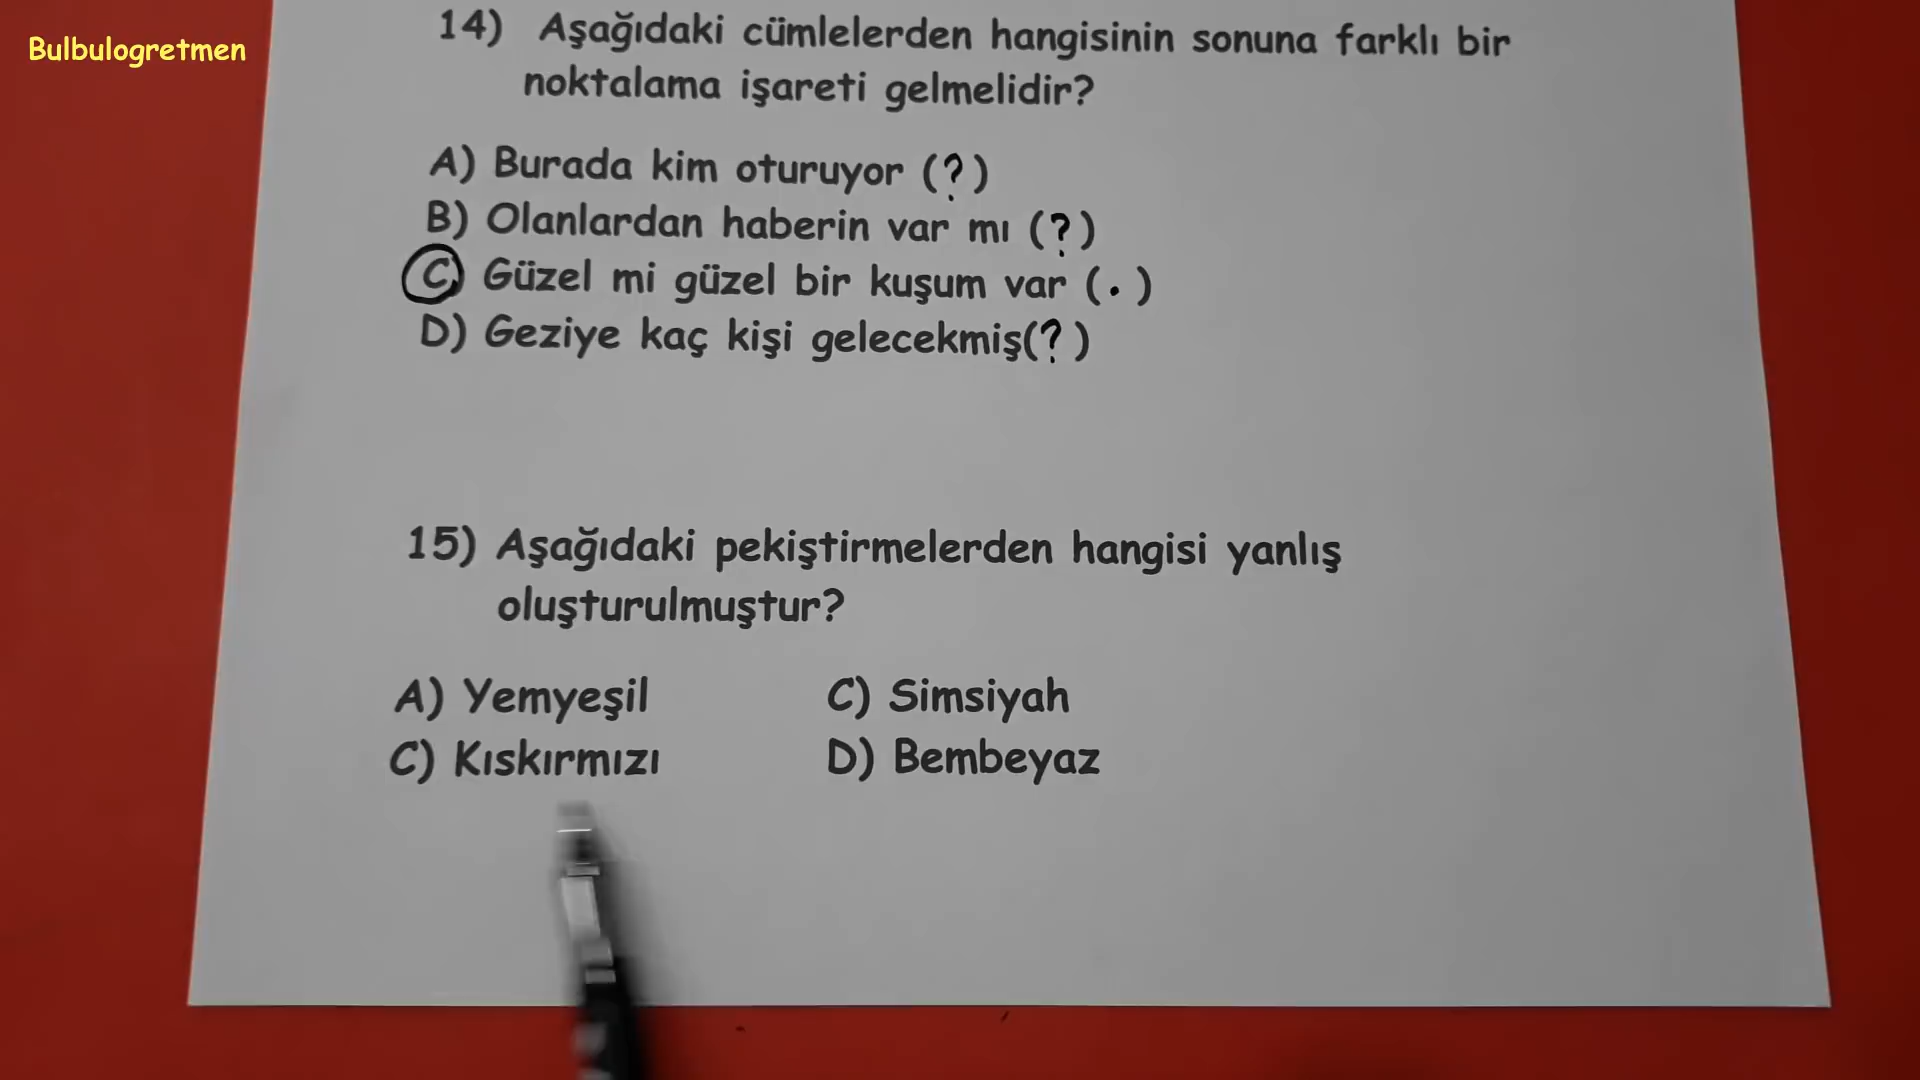 Bulbulogretmen
14) Aşağıdaki cümlelerden hangisinin sonuna farklı bir
noktalama işareti gelmelidir?
A) Burada kim oturuyor (?)
B) Olanlardan haberin var mı (?)
C) Güzel mi güzel bir kuşum var (.)
D) Geziye kaç kişi gelecekmiş(?)
15) Aşağıdaki pekiştirmelerden hangisi yanlış
oluşturulmuştur?
A) Yemyeşil C) Simsiyah
C) Kıskırmızı D) Bembeyaz